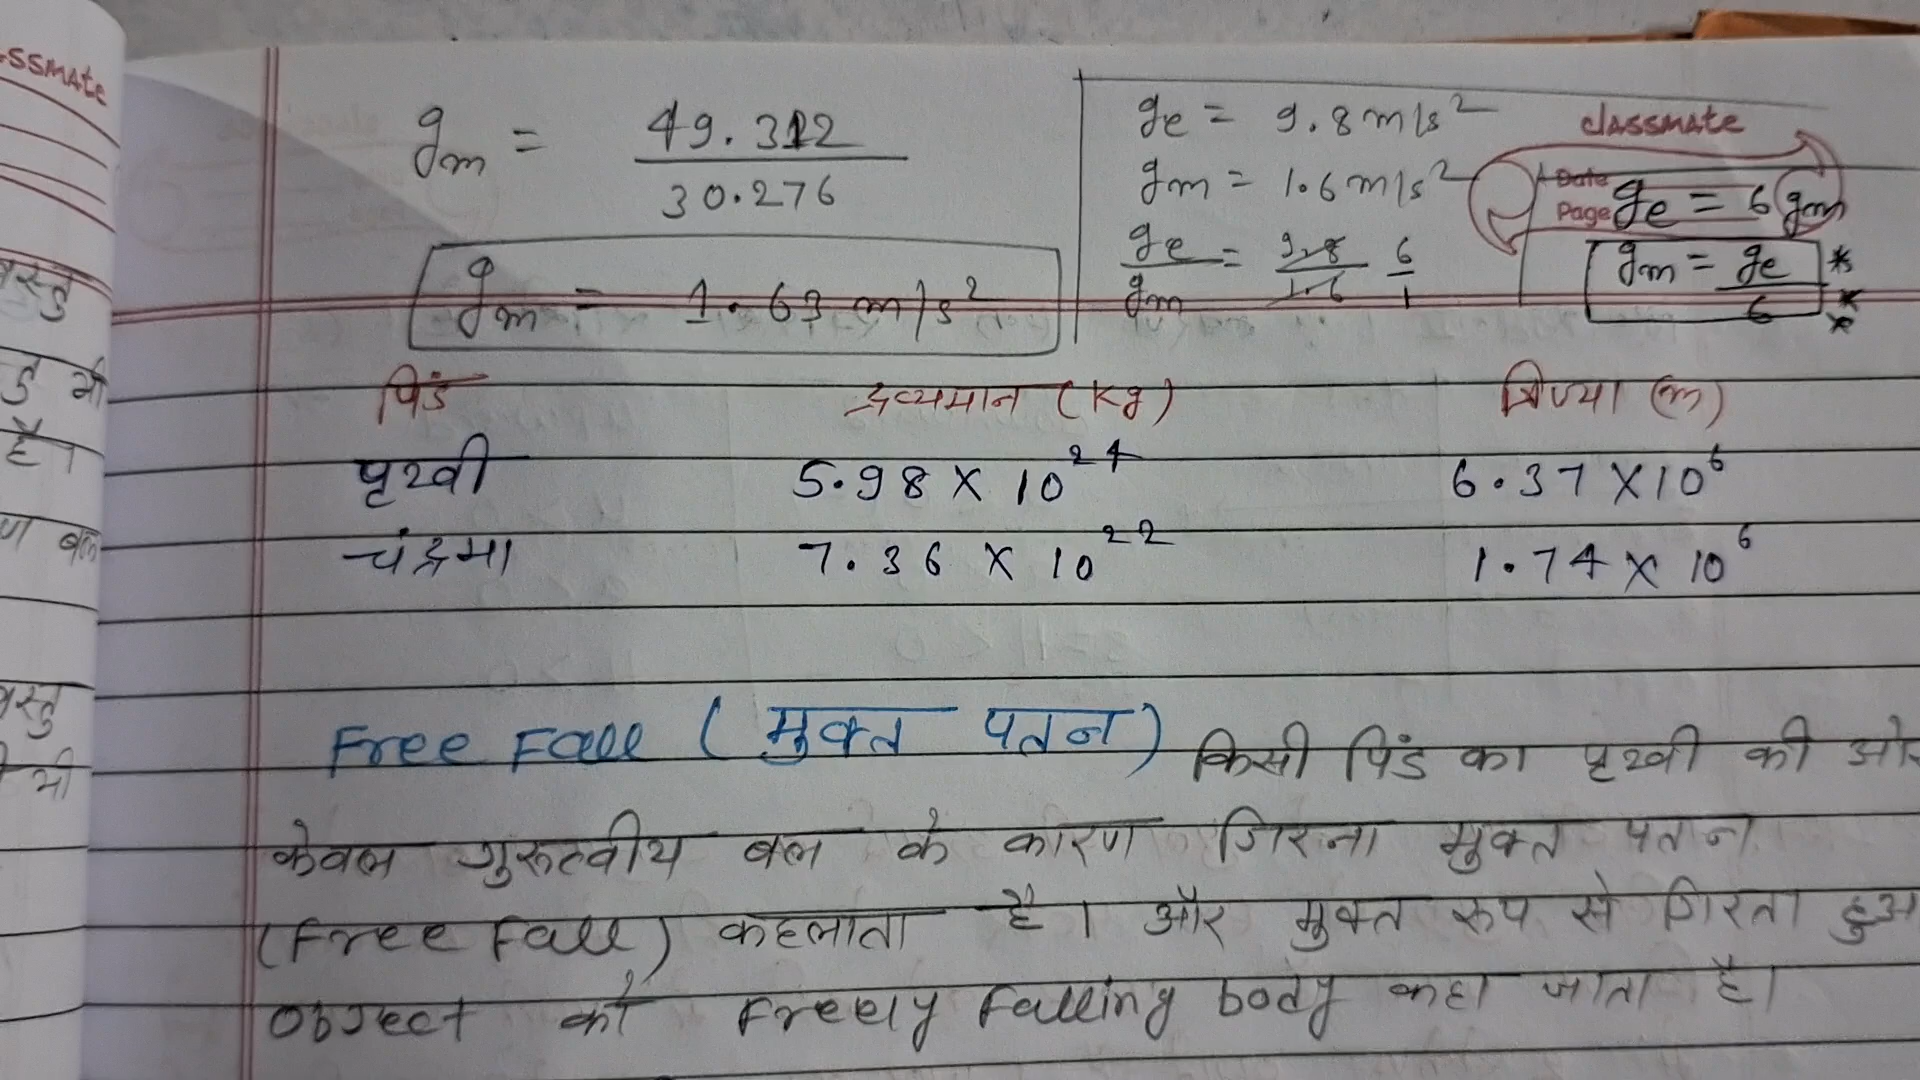 classmate
gm = 49.312 / 30.276
gm = 1.63 m/s²
ge = 9.8 m/s²
gm = 1.6 m/s²
ge/gm = 9.8/1.6 6/1
Date
Page
ge = 6 gm
gm = ge/6 ***
पिंड द्रव्यमान (Kg) त्रिज्या (m)
पृथ्वी 5.98 × 10²⁴ 6.37 × 10⁶
चंद्रमा 7.36 × 10²² 1.74 × 10⁶
Free Fall (मुक्त पतन) किसी पिंड का पृथ्वी की ओर
केवल गुरुत्वीय बल के कारण गिरना मुक्त पतन
(Free Fall) कहलाता है। और मुक्त रूप से गिरता हुआ
object को Freely Falling body कहा जाता है।